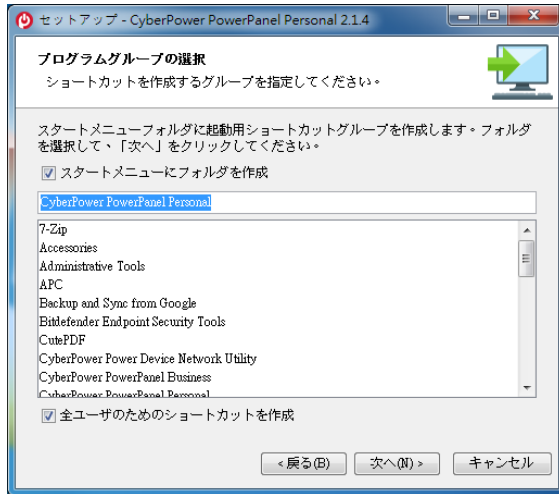 セットアップ - CyberPower PowerPanel Personal 2.1.4
プログラムグループの選択
ショートカットを作成するグループを指定してください。
スタートメニューフォルダに起動用ショートカットグループを作成します。フォルダ
を選択して、「次へ」をクリックしてください。
スタートメニューにフォルダを作成
CyberPower PowerPanel Personal
7-Zip
Accessories
Administrative Tools
APC
Backup and Sync from Google
Bitdefender Endpoint Security Tools
CutePDF
CyberPower Power Device Network Utility
CyberPower PowerPanel Business
CyberPower PowerPanel Personal
全ユーザのためのショートカットを作成
<戻る(B) 次へ(N)> キャンセル